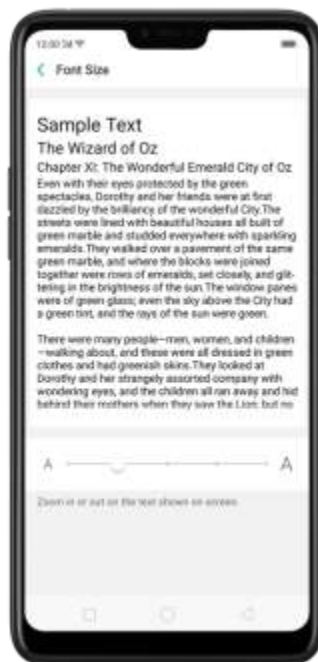 Font Size
Sample Text
The Wizard of Oz
Chapter XI: The Wonderful Emerald City of Oz
Even with their eyes protected by the green
spectacles, Dorothy and her friends were at first
dazzled by the brilliancy of the wonderful City.The
streets were lined with beautiful houses all built of
green marble and studded everywhere with sparkling
emeralds.They walked over a pavement of the same
green marble, and where the blocks were joined
together were rows of emeralds, set closely, and glit-
tering in the brightness of the sun.The window panes
were of green glass; even the sky above the City had
a green tint, and the rays of the sun were green.
There were many people—men, women, and children
—walking about, and these were all dressed in green
clothes and had greenish skins.They looked at
Dorothy and her strangely assorted company with
wondering eyes, and the children all ran away and hid
behind their mothers when they saw the Lion; but no
A A
Zoom in or out on the text shown on screen.